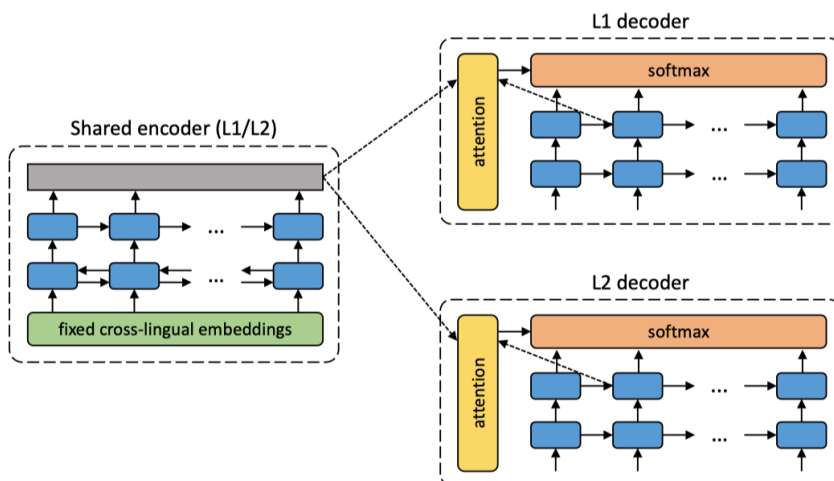 L1 decoder
softmax
attention
...
...
Shared encoder (L1/L2)
...
...
fixed cross-lingual embeddings
L2 decoder
softmax
attention
...
...